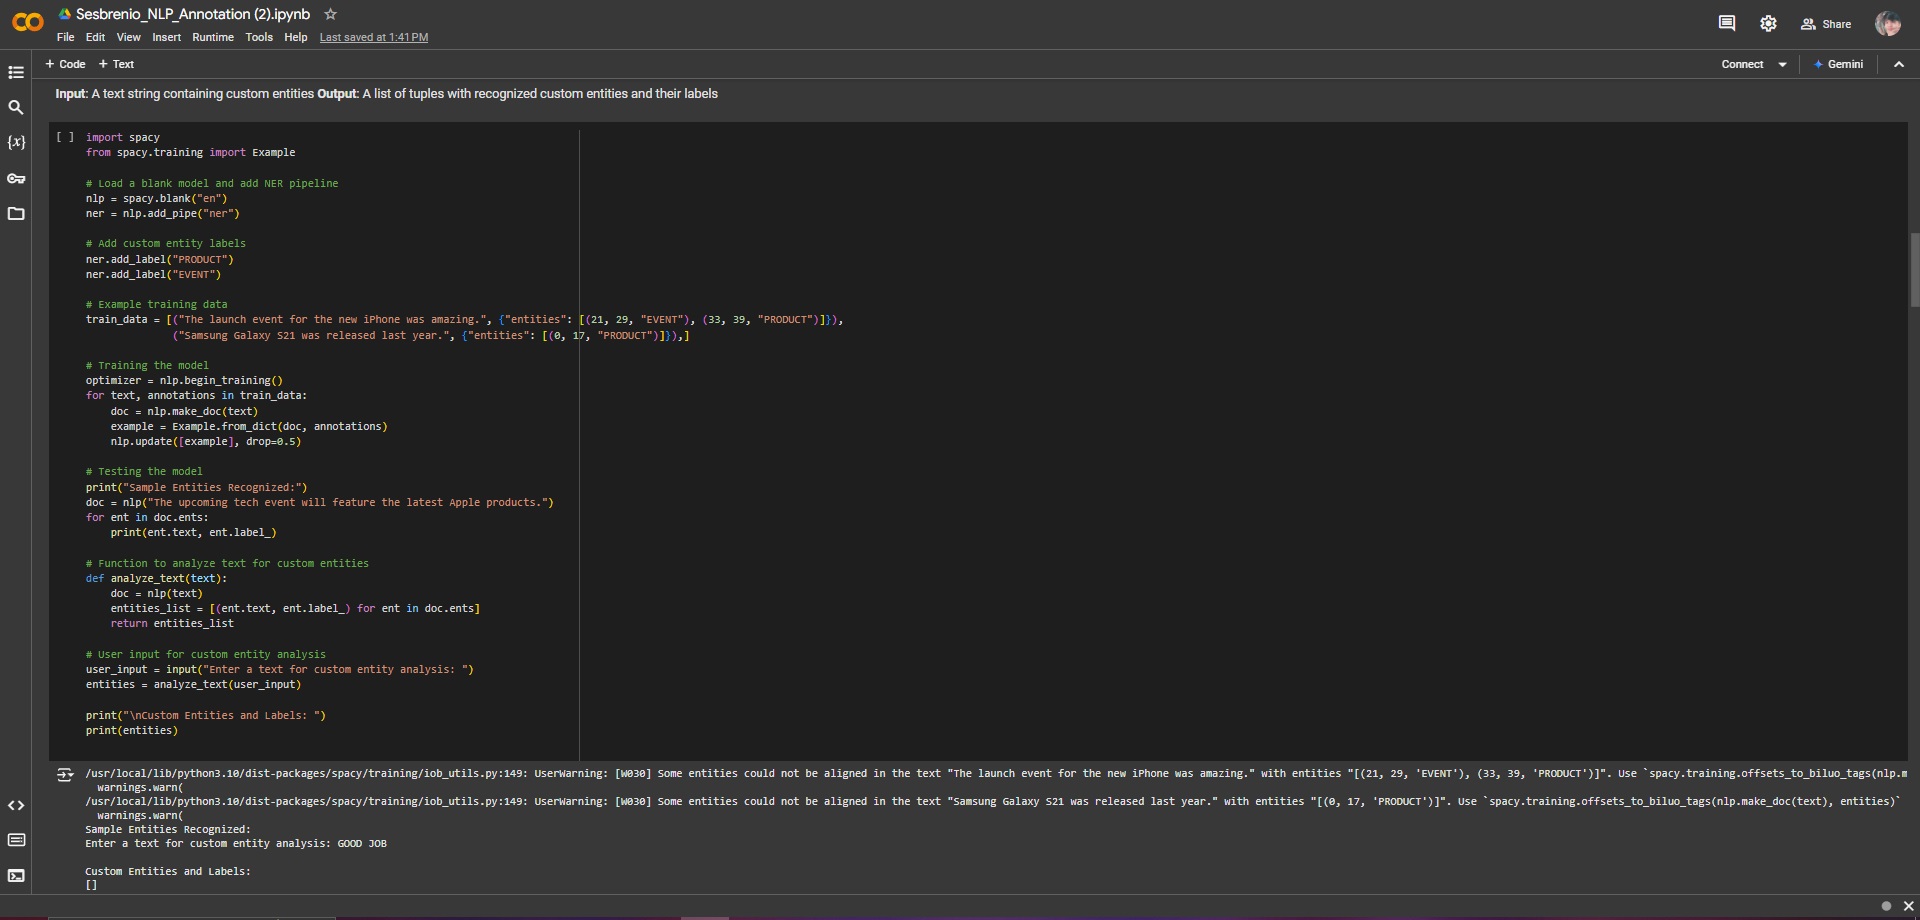 Sesbrenio_NLP_Annotation (2).ipynb
File Edit View Insert Runtime Tools Help Last saved at 1:41 PM
Share
+ Code + Text
Connect
Gemini
Input: A text string containing custom entities Output: A list of tuples with recognized custom entities and their labels
[ ] import spacy
from spacy.training import Example
# Load a blank model and add NER pipeline
nlp = spacy.blank("en")
ner = nlp.add_pipe("ner")
# Add custom entity labels
ner.add_label("PRODUCT")
ner.add_label("EVENT")
# Example training data
train_data = [("The launch event for the new iPhone was amazing.", {"entities": [(21, 29, "EVENT"), (33, 39, "PRODUCT")]}),
("Samsung Galaxy S21 was released last year.", {"entities": [(0, 17, "PRODUCT")]}),]
# Training the model
optimizer = nlp.begin_training()
for text, annotations in train_data:
doc = nlp.make_doc(text)
example = Example.from_dict(doc, annotations)
nlp.update([example], drop=0.5)
# Testing the model
print("Sample Entities Recognized:")
doc = nlp("The upcoming tech event will feature the latest Apple products.")
for ent in doc.ents:
print(ent.text, ent.label_)
# Function to analyze text for custom entities
def analyze_text(text):
doc = nlp(text)
entities_list = [(ent.text, ent.label_) for ent in doc.ents]
return entities_list
# User input for custom entity analysis
user_input = input("Enter a text for custom entity analysis: ")
entities = analyze_text(user_input)
print("\nCustom Entities and Labels: ")
print(entities)
/usr/local/lib/python3.10/dist-packages/spacy/training/iob_utils.py:149: UserWarning: [W030] Some entities could not be aligned in the text "The launch event for the new iPhone was amazing." with entities "[(21, 29, 'EVENT'), (33, 39, 'PRODUCT')]". Use `spacy.training.offsets_to_biluo_tags(nlp.m
warnings.warn(
/usr/local/lib/python3.10/dist-packages/spacy/training/iob_utils.py:149: UserWarning: [W030] Some entities could not be aligned in the text "Samsung Galaxy S21 was released last year." with entities "[(0, 17, 'PRODUCT')]". Use `spacy.training.offsets_to_biluo_tags(nlp.make_doc(text), entities)`
warnings.warn(
Sample Entities Recognized:
Enter a text for custom entity analysis: GOOD JOB
Custom Entities and Labels:
[]